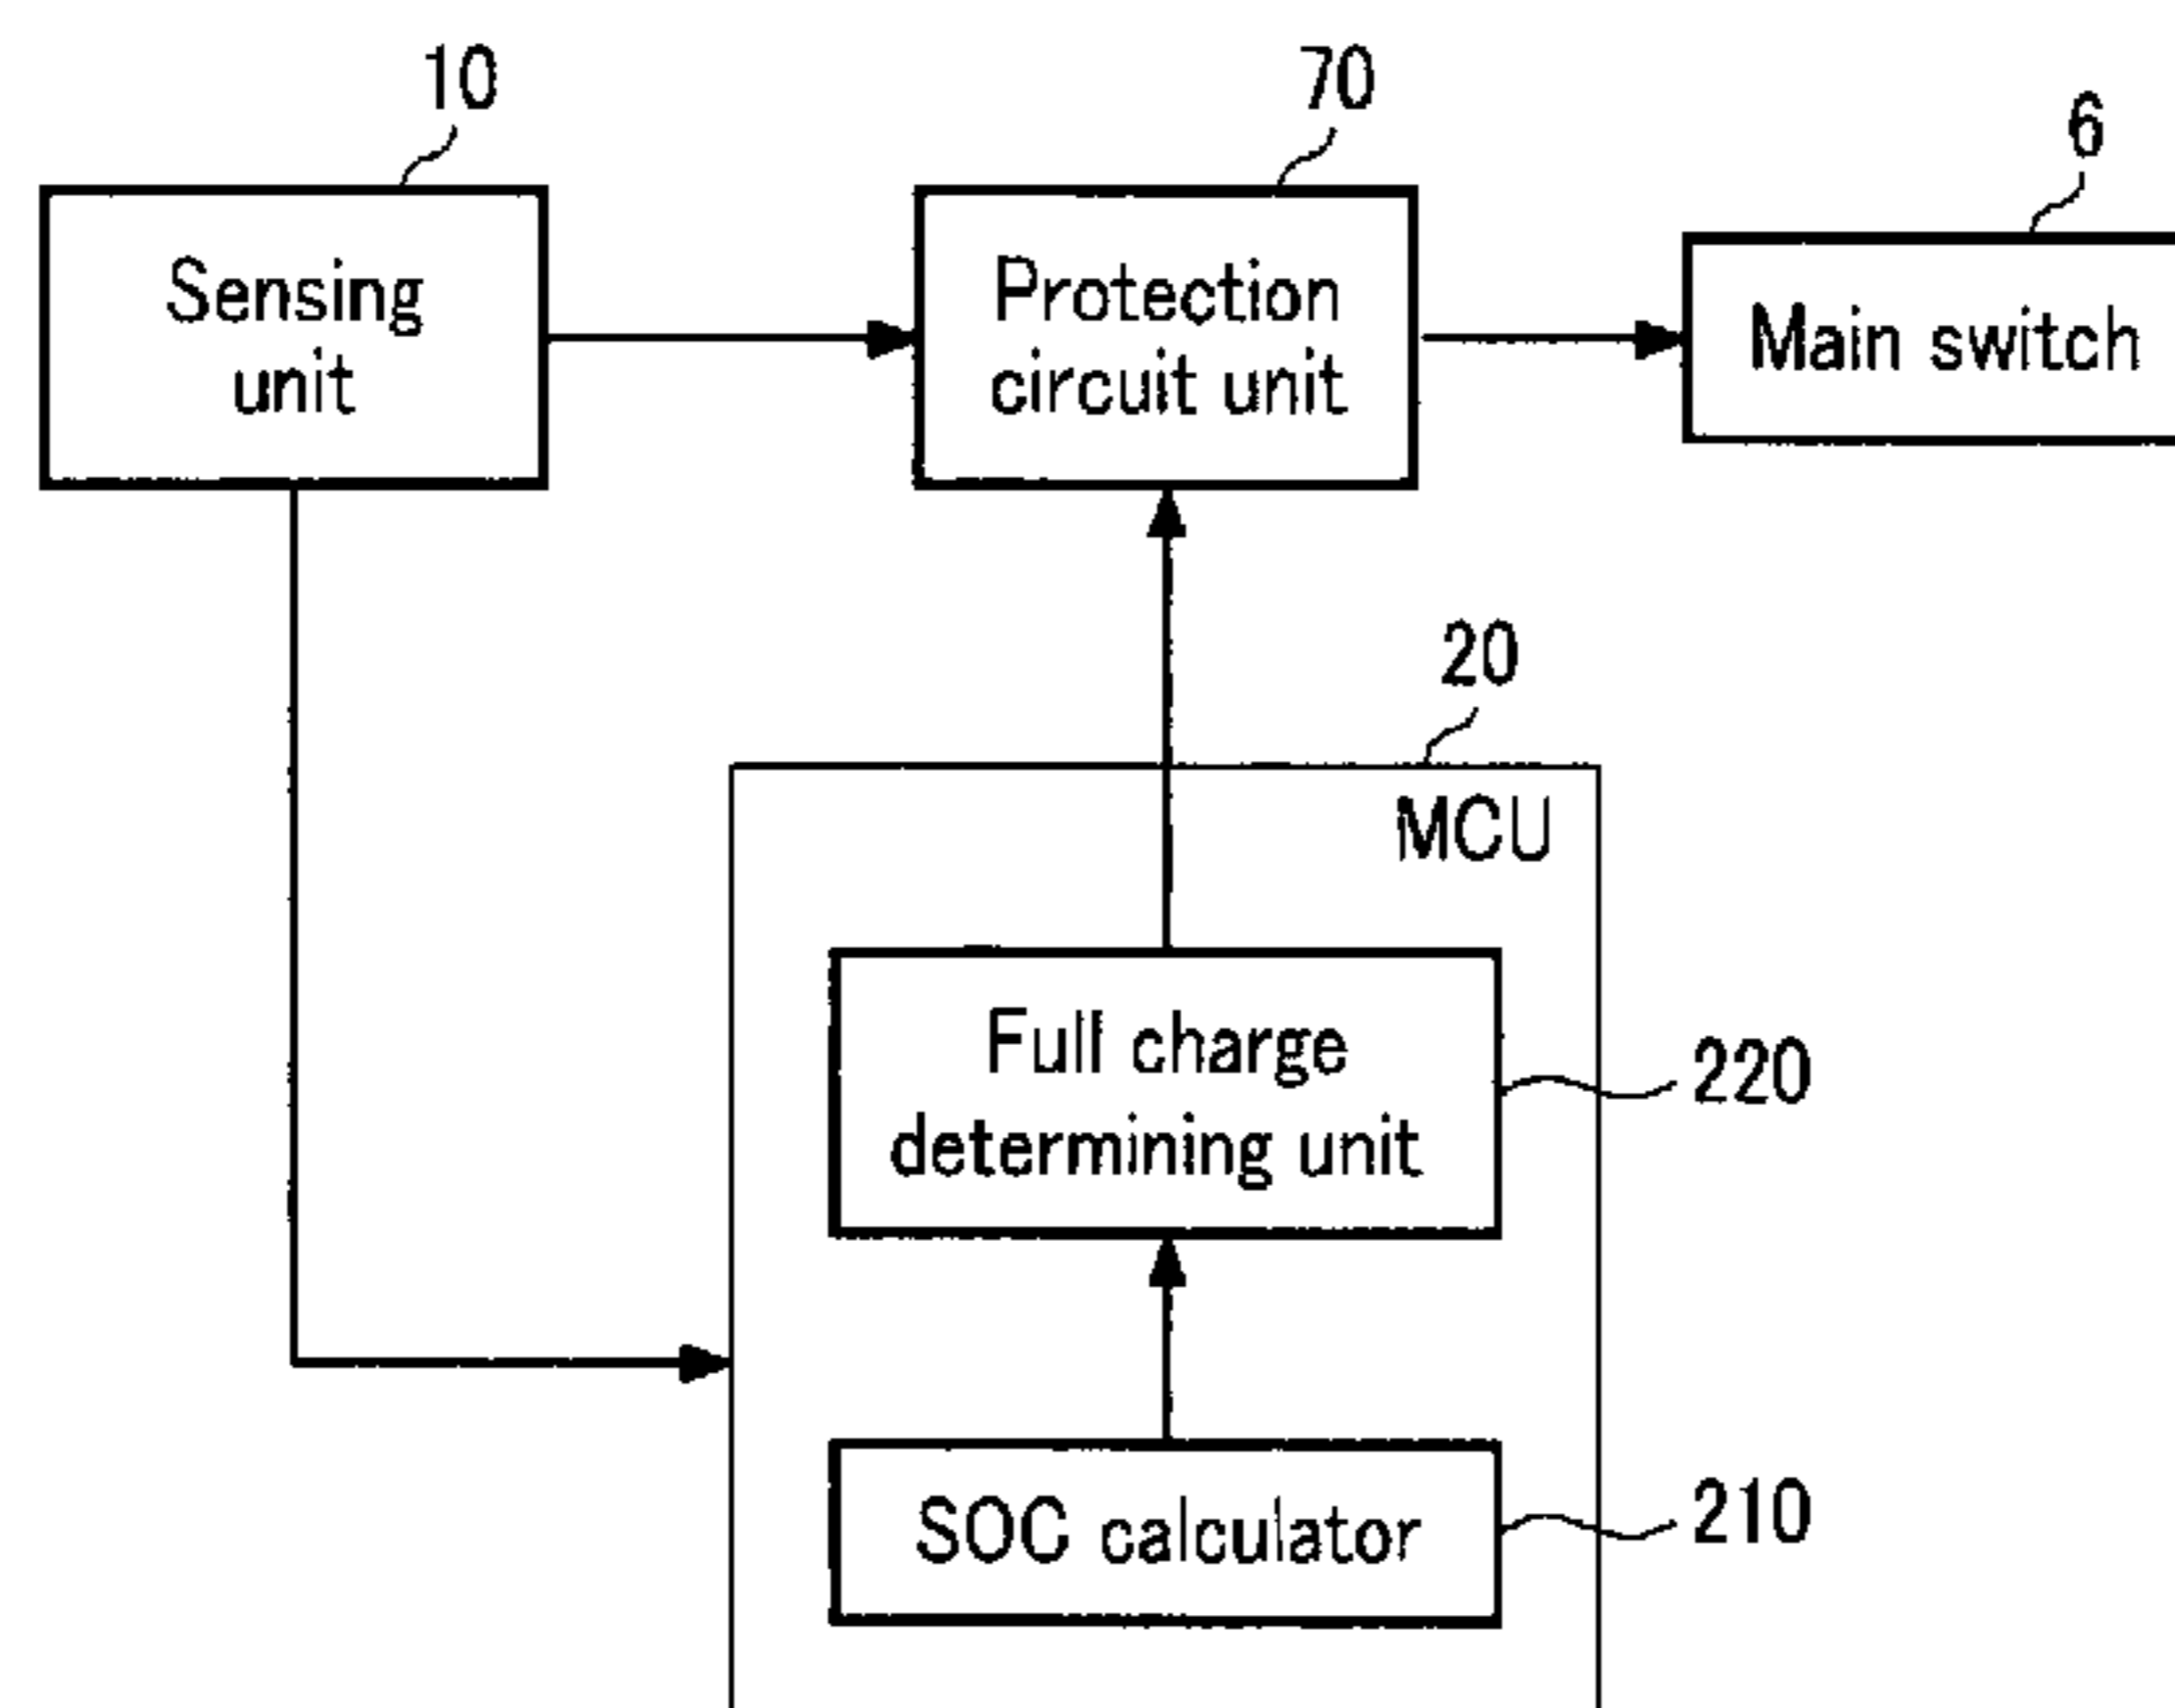 10
70
6
Sensing
unit
Protection
circuit unit
Main switch
20
MCU
Full charge
determining unit
220
SOC calculator
210